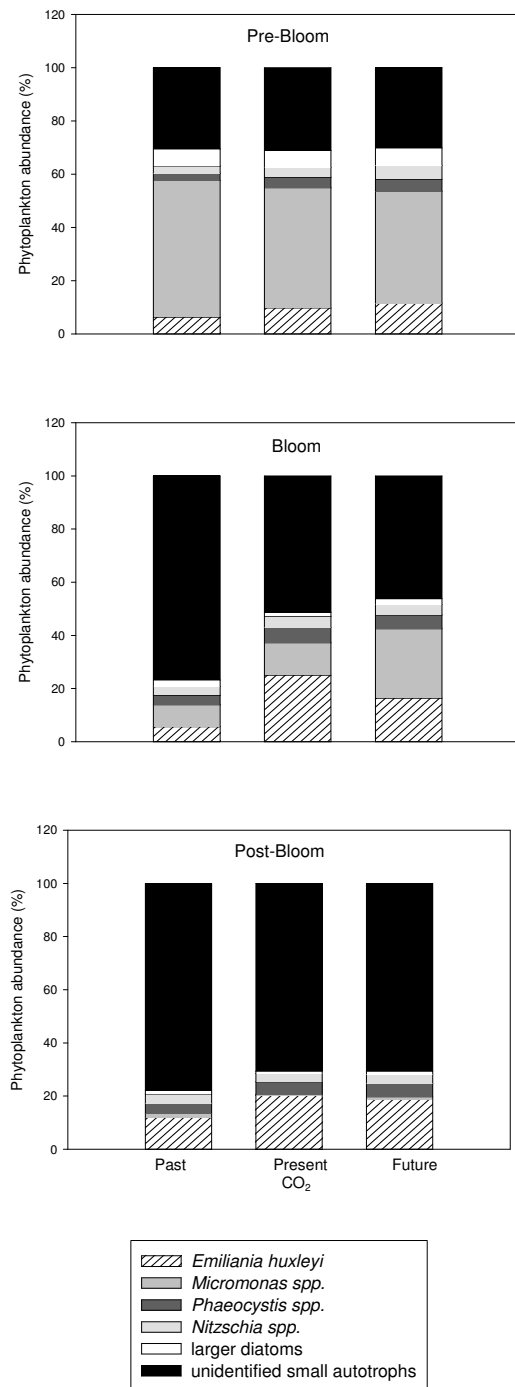 Pre-Bloom
Phytoplankton abundance (%)
120
100
80
60
40
20
0
Bloom
Phytoplankton abundance (%)
120
100
80
60
40
20
0
Post-Bloom
Phytoplankton abundance (%)
120
100
80
60
40
20
0
Past Present Future
CO₂
Emiliania huxleyi
Micromonas spp.
Phaeocystis spp.
Nitzschia spp.
larger diatoms
unidentified small autotrophs